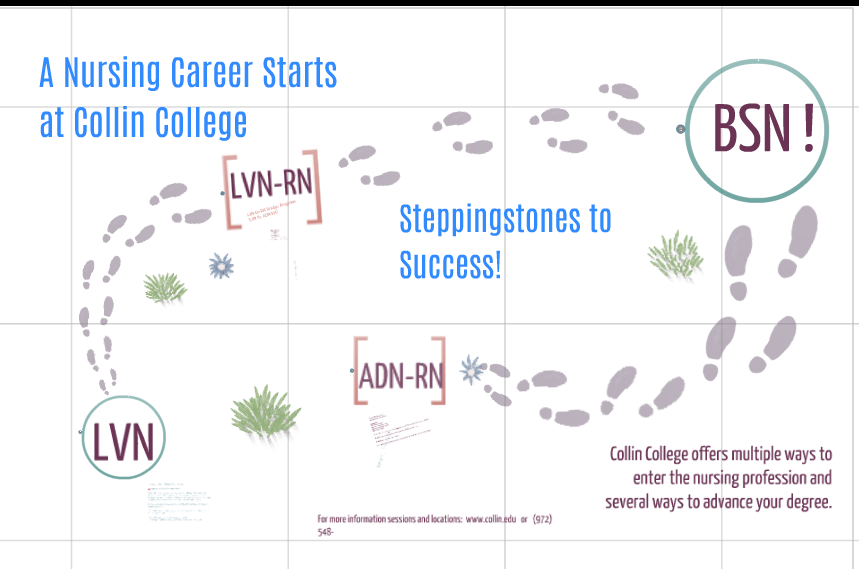 A Nursing Career Starts
at Collin College
LVN-RN
BSN !
Steppingstones to
Success!
ADN-RN
LVN
Collin College offers multiple ways to
enter the nursing profession and
several ways to advance your degree.
For more information sessions and locations: www.collin.edu or (972)
548-